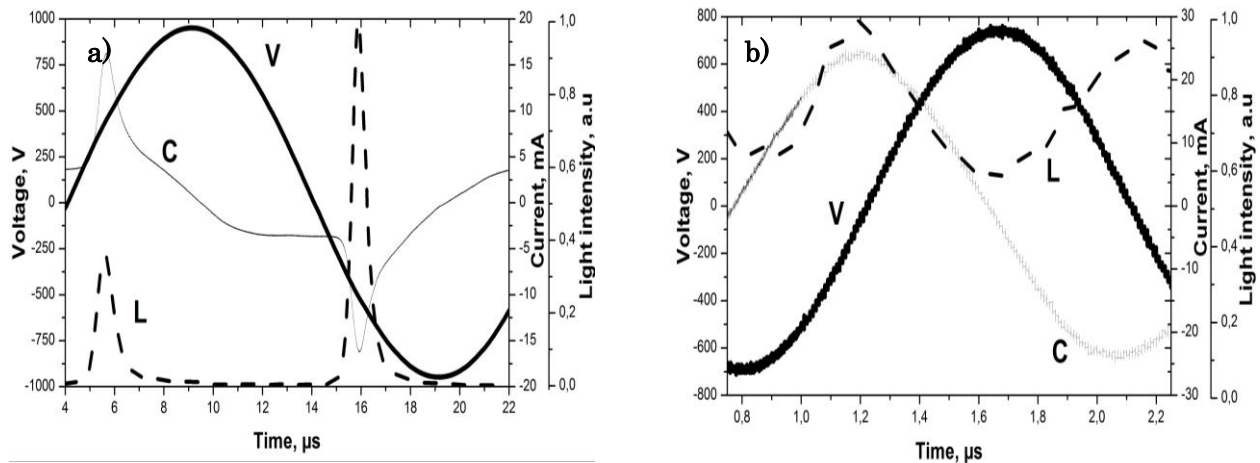 a)
V
C
L
1000
750
500
250
0
-250
-500
-750
-1000
Voltage, V
20
15
10
5
0
-5
-10
-15
-20
Current, mA
1,0
0,8
0,6
0,4
0,2
0,0
Light intensity, a.u
4 6 8 10 12 14 16 18 20 22
Time, µs
b)
V
L
C
800
600
400
200
0
-200
-400
-600
-800
Voltage, V
30
20
10
0
-10
-20
-30
Current, mA
1,0
0,8
0,6
0,4
0,2
0,0
Light intensity, a.u
0,8 1,0 1,2 1,4 1,6 1,8 2,0 2,2
Time, µs